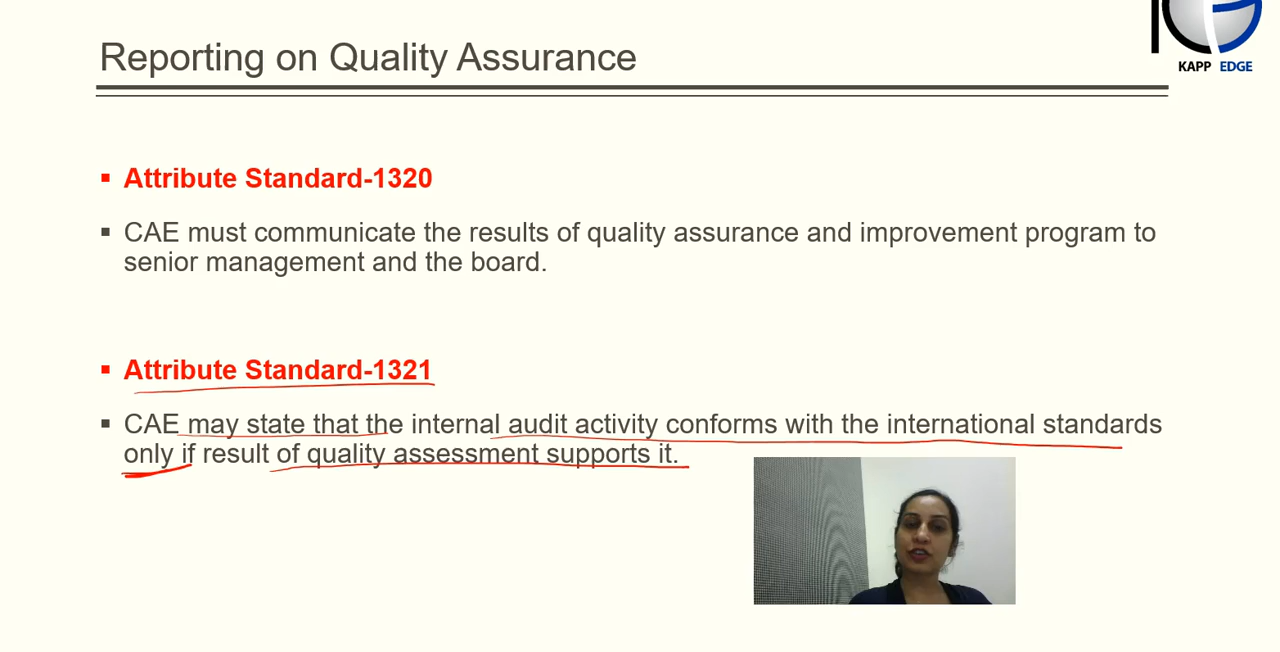 Reporting on Quality Assurance
KAPP EDGE
Attribute Standard-1320
CAE must communicate the results of quality assurance and improvement program to
senior management and the board.
Attribute Standard-1321
CAE may state that the internal audit activity conforms with the international standards
only if result of quality assessment supports it.